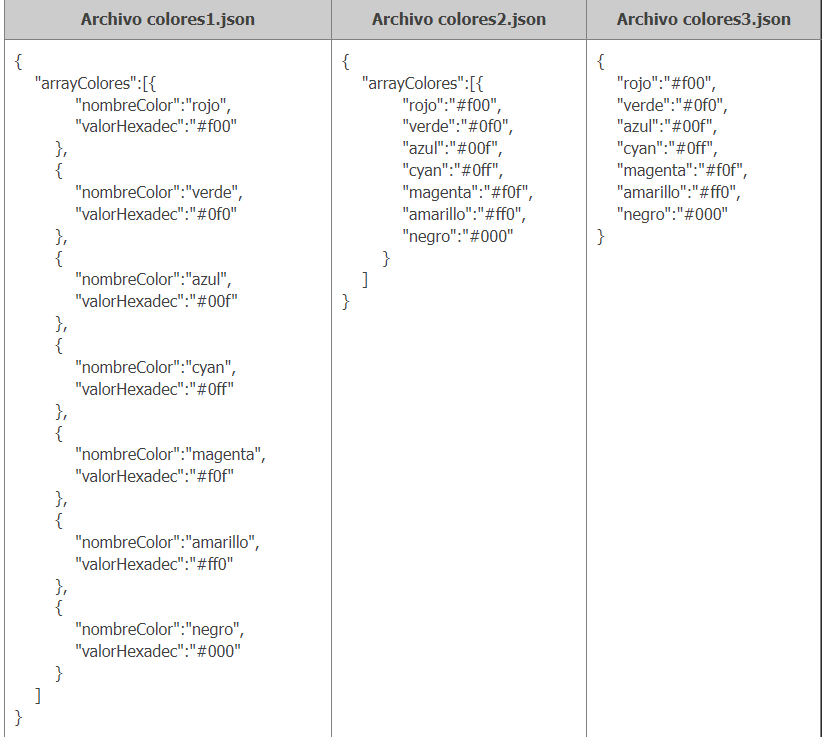 Archivo colores1.json
{
"arrayColores":[{
"nombreColor":"rojo",
"valorHexadec":"#f00"
},
{
"nombreColor":"verde",
"valorHexadec":"#0f0"
},
{
"nombreColor":"azul",
"valorHexadec":"#00f"
},
{
"nombreColor":"cyan",
"valorHexadec":"#0ff"
},
{
"nombreColor":"magenta",
"valorHexadec":"#f0f"
},
{
"nombreColor":"amarillo",
"valorHexadec":"#ff0"
},
{
"nombreColor":"negro",
"valorHexadec":"#000"
}
]
}
Archivo colores2.json
{
"arrayColores":[{
"rojo":"#f00",
"verde":"#0f0",
"azul":"#00f",
"cyan":"#0ff",
"magenta":"#f0f",
"amarillo":"#ff0",
"negro":"#000"
}
]
}
Archivo colores3.json
{
"rojo":"#f00",
"verde":"#0f0",
"azul":"#00f",
"cyan":"#0ff",
"magenta":"#f0f",
"amarillo":"#ff0",
"negro":"#000"
}